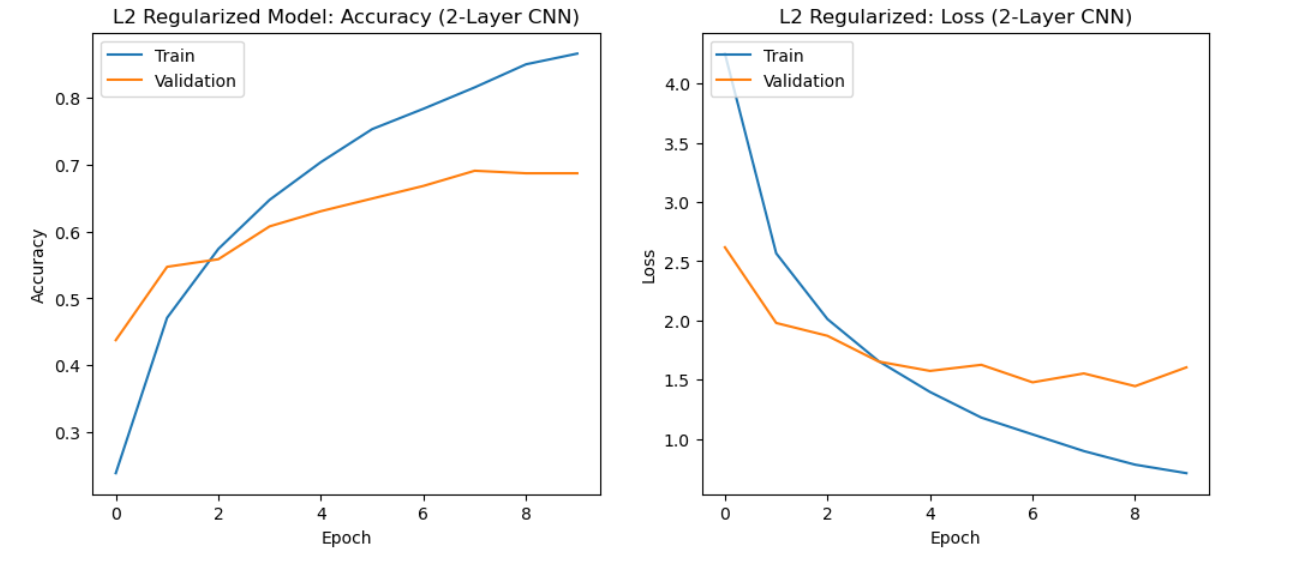 L2 Regularized Model: Accuracy (2-Layer CNN)
Train
Validation
0.8
0.7
0.6
0.5
0.4
0.3
Accuracy
0
2
4
6
8
Epoch
L2 Regularized: Loss (2-Layer CNN)
Train
Validation
4.0
3.5
3.0
2.5
2.0
1.5
1.0
Loss
0
2
4
6
8
Epoch